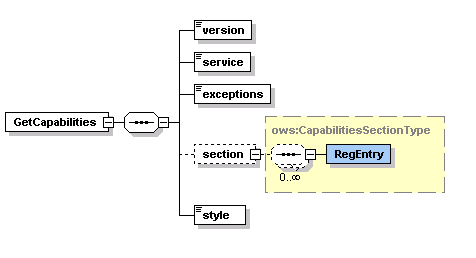 version
service
exceptions
GetCapabilities
ows:CapabilitiesSectionType
section
RegEntry
0..∞
style